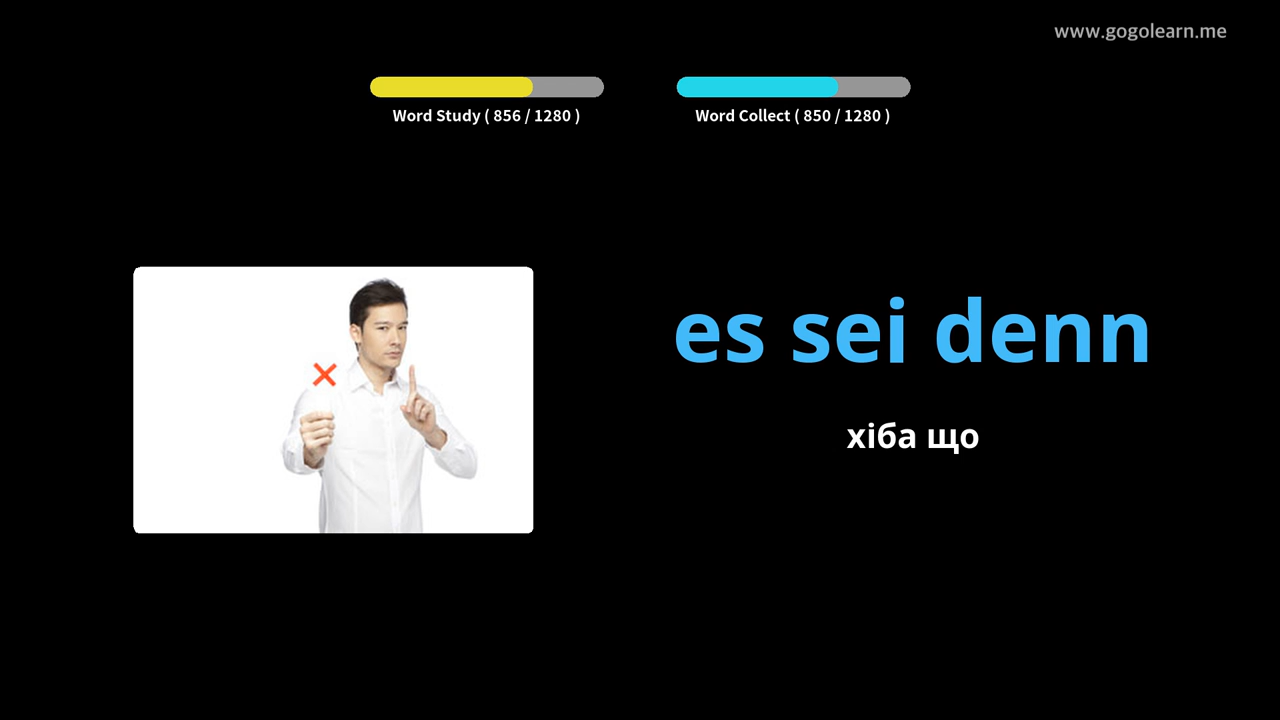 www.gogolearn.me
Word Study ( 856 / 1280 )
Word Collect ( 850 / 1280 )
es sei denn
хіба що